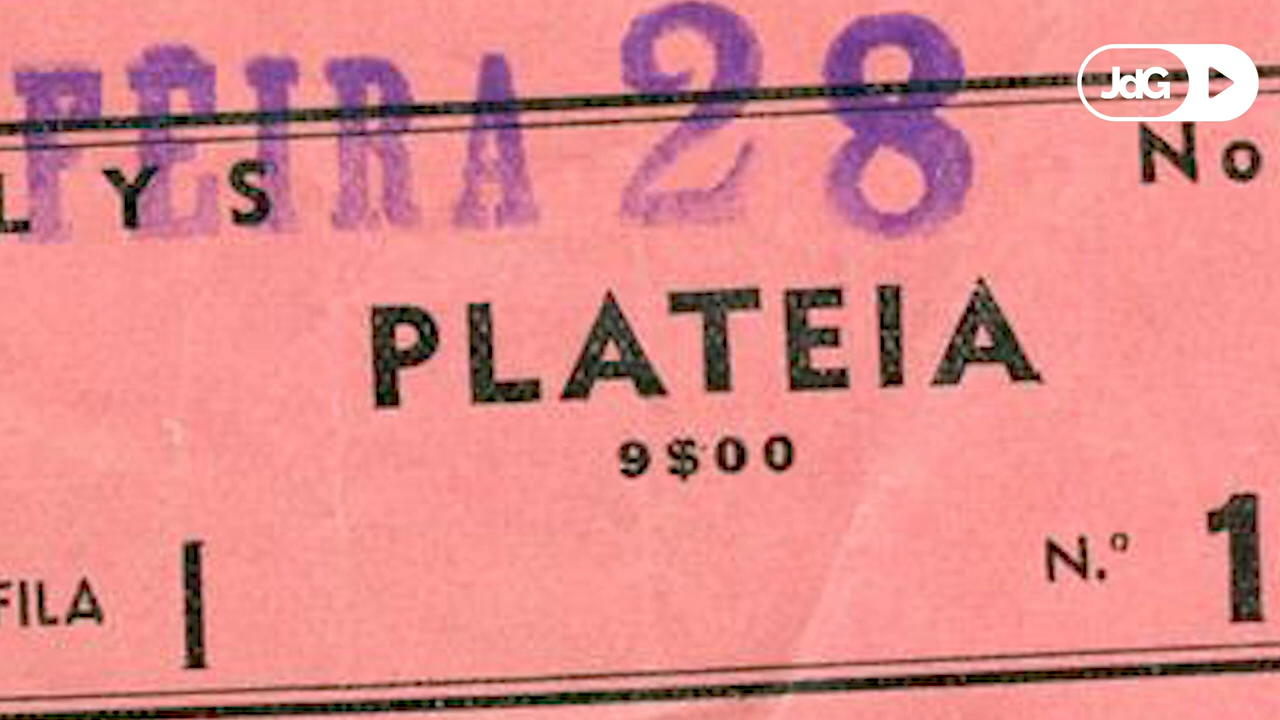 FEIRA 28
JdG
LYS
No
PLATEIA
9$00
FILA I
N.º 1